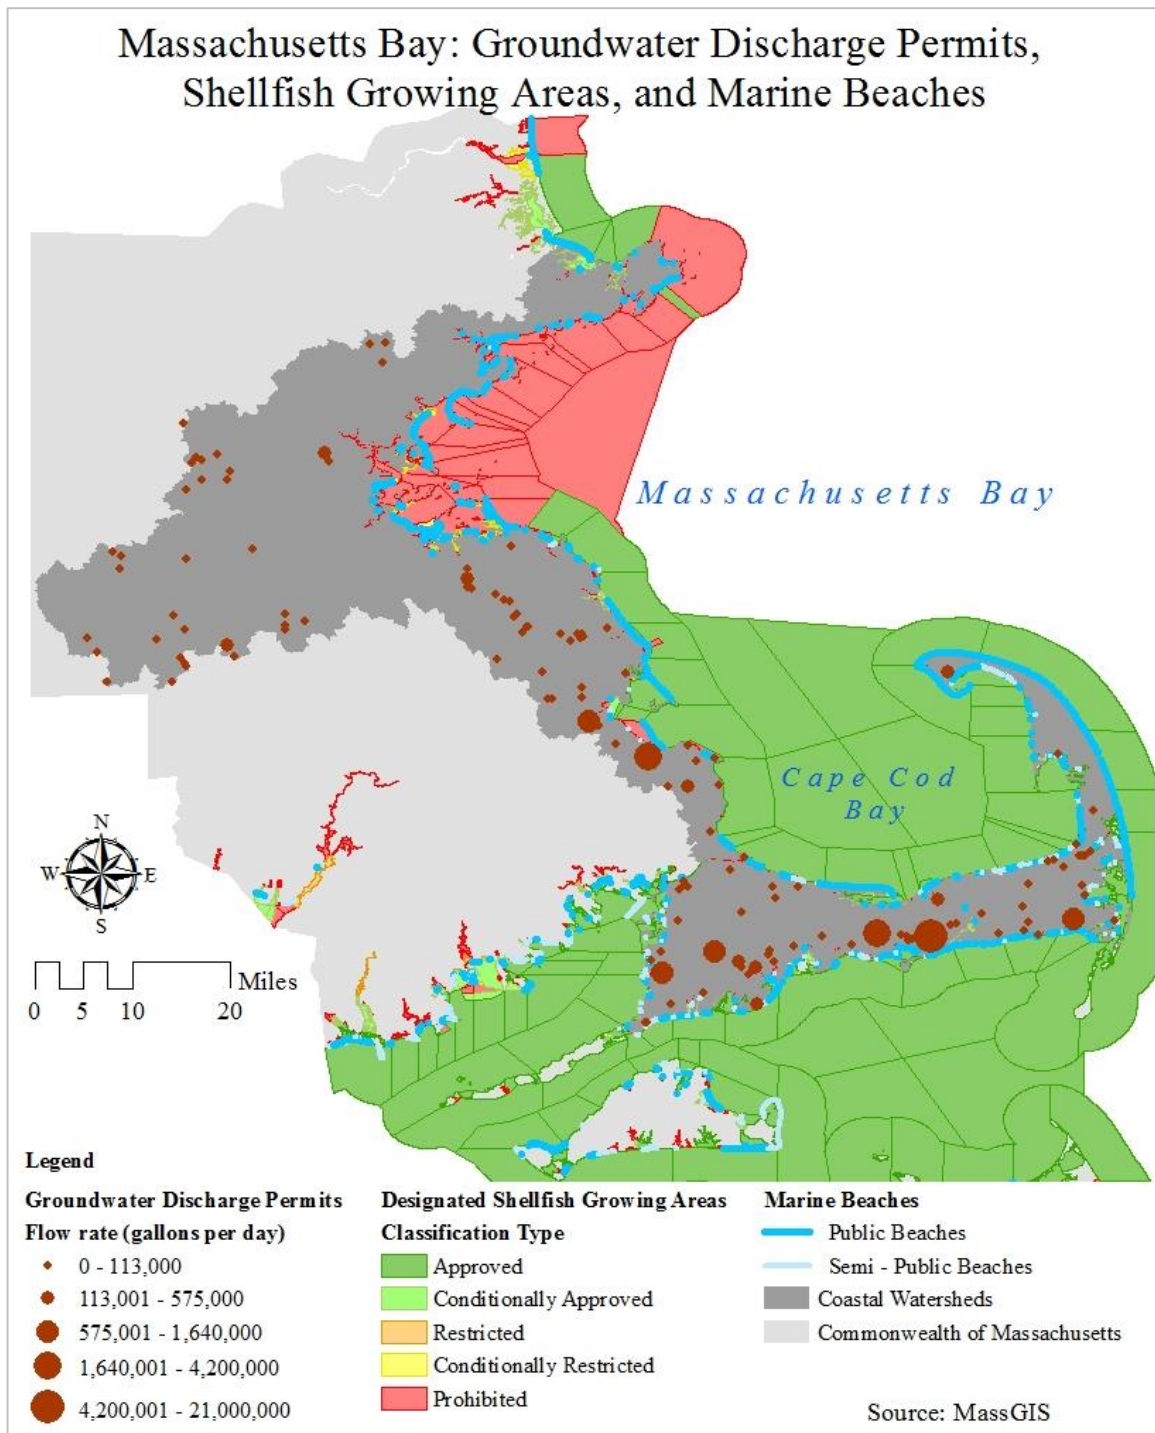 Massachusetts Bay: Groundwater Discharge Permits,
Shellfish Growing Areas, and Marine Beaches
Massachusetts Bay
Cape Cod
Bay
N
W E
S
Miles
0 5 10 20
Legend
Groundwater Discharge Permits
Flow rate (gallons per day)
0 - 113,000
113,001 - 575,000
575,001 - 1,640,000
1,640,001 - 4,200,000
4,200,001 - 21,000,000
Designated Shellfish Growing Areas
Classification Type
Approved
Conditionally Approved
Restricted
Conditionally Restricted
Prohibited
Marine Beaches
Public Beaches
Semi - Public Beaches
Coastal Watersheds
Commonwealth of Massachusetts
Source: MassGIS